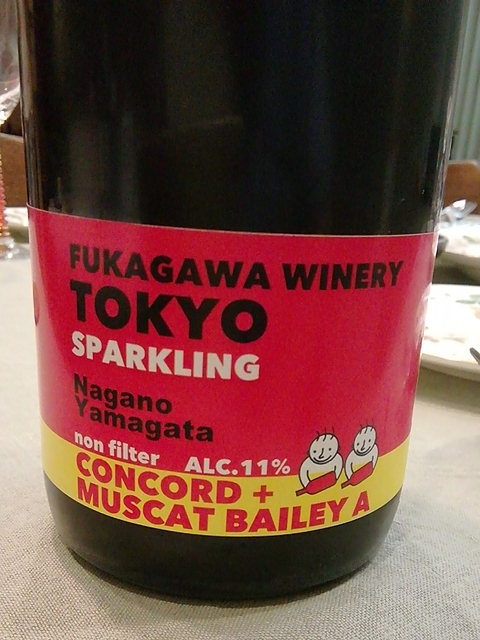 FUKAGAWA WINERY
TOKYO
SPARKLING
Nagano
Yamagata
non filter ALC.11%
CONCORD +
MUSCAT BAILEY A